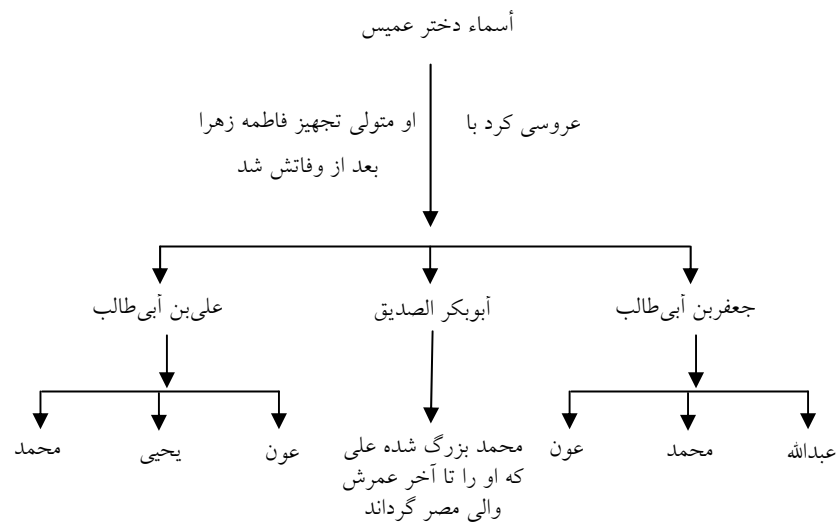 أسماء دختر عمیس
عروسی کرد با
او متولی تجهیز فاطمه زهرا
بعد از وفاتش شد
جعفربن أبی‌طالب
أبوبکر الصدیق
علی‌بن أبی‌طالب
عبدالله
محمد
عون
محمد بزرگ شده علی
که او را تا آخر عمرش
والی مصر گرداند
عون
یحیی
محمد